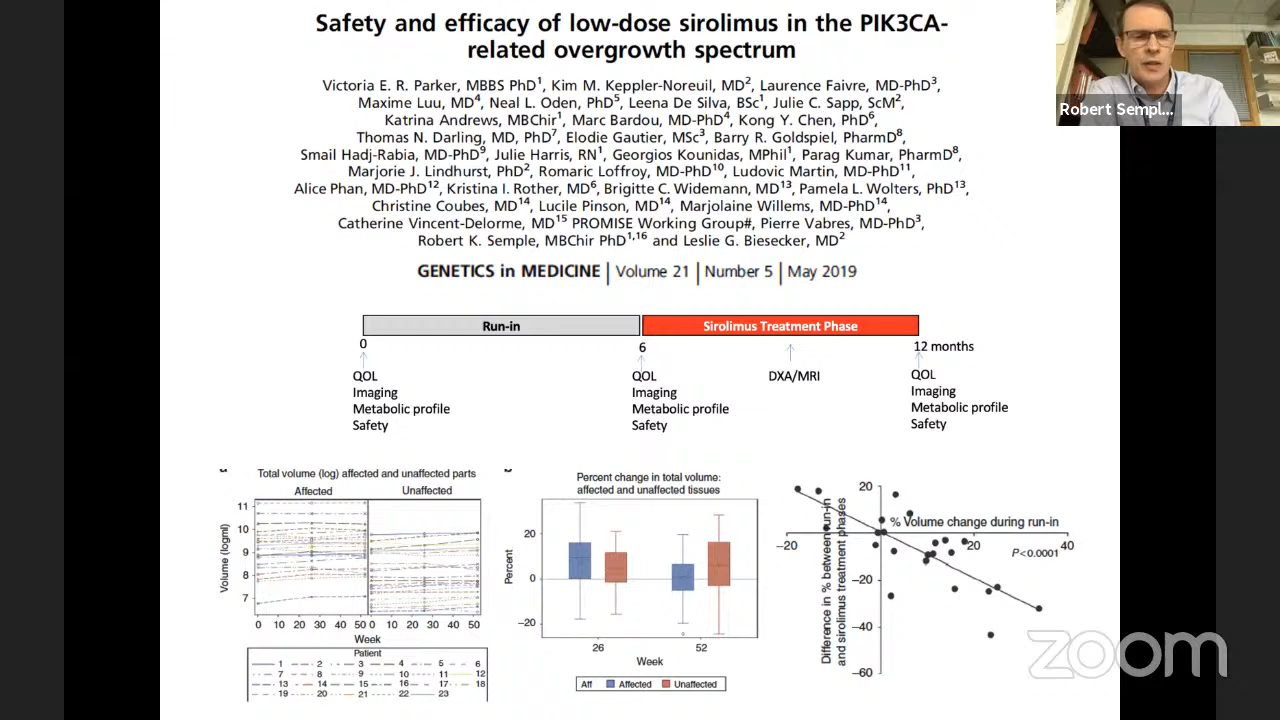 Safety and efficacy of low-dose sirolimus in the PIK3CA-
related overgrowth spectrum
Victoria E. R. Parker, MBBS PhD1, Kim M. Keppler-Noreuil, MD2, Laurence Faivre, MD-PhD3,
Maxime Luu, MD4, Neal L. Oden, PhD5, Leena De Silva, BSc1, Julie C. Sapp, ScM2,
Katrina Andrews, MBChir1, Marc Bardou, MD-PhD4, Kong Y. Chen, PhD6,
Thomas N. Darling, MD, PhD7, Elodie Gautier, MSc3, Barry R. Goldspiel, PharmD8,
Smail Hadj-Rabia, MD-PhD9, Julie Harris, RN1, Georgios Kounidas, MPhil1, Parag Kumar, PharmD8,
Marjorie J. Lindhurst, PhD2, Romaric Loffroy, MD-PhD10, Ludovic Martin, MD-PhD11,
Alice Phan, MD-PhD12, Kristina I. Rother, MD6, Brigitte C. Widemann, MD13, Pamela L. Wolters, PhD13,
Christine Coubes, MD14, Lucile Pinson, MD14, Marjolaine Willems, MD-PhD14,
Catherine Vincent-Delorme, MD15 PROMISE Working Group#, Pierre Vabres, MD-PhD3,
Robert K. Semple, MBChir PhD1,16 and Leslie G. Biesecker, MD2
GENETICS in MEDICINE | Volume 21 | Number 5 | May 2019
Robert Sempl...
Run-in
Sirolimus Treatment Phase
0
6
12 months
QOL
Imaging
Metabolic profile
Safety
QOL
Imaging
Metabolic profile
Safety
DXA/MRI
QOL
Imaging
Metabolic profile
Safety
Total volume (log) affected and unaffected parts
Affected
Unaffected
Volume (logml)
11
10
9
8
7
0 10 20 30 40 50 0 10 20 30 40 50
Week
Patient
1 2 3 4 5 6
7 8 9 10 11 12
13 14 15 16 17 18
19 20 21 22 23
Percent change in total volume:
affected and unaffected tissues
Percent
20
0
−20
26
52
Week
Aff Affected Unaffected
Difference in % between run-in
and sirolimus treatment phases
% Volume change during run-in
P<0.0001
20
−20
20
40
−20
−40
−60
zoom